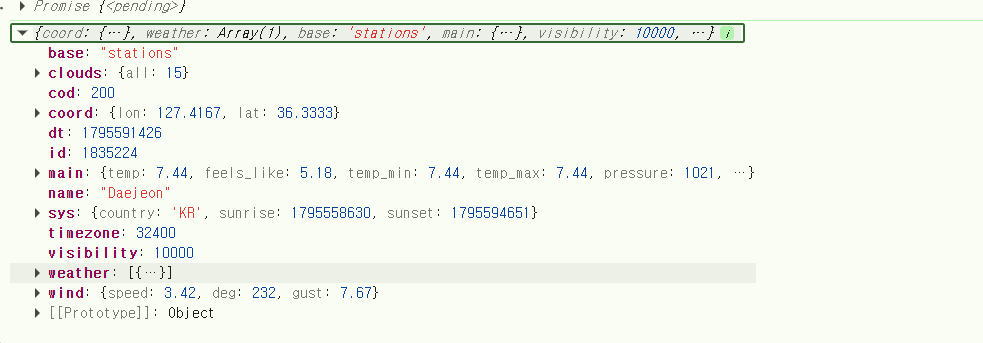 Promise {<pending>}
{coord: {…}, weather: Array(1), base: 'stations', main: {…}, visibility: 10000, …} i
base: "stations"
clouds: {all: 15}
cod: 200
coord: {lon: 127.4167, lat: 36.3333}
dt: 1795591426
id: 1835224
main: {temp: 7.44, feels_like: 5.18, temp_min: 7.44, temp_max: 7.44, pressure: 1021, …}
name: "Daejeon"
sys: {country: 'KR', sunrise: 1795558630, sunset: 1795594651}
timezone: 32400
visibility: 10000
weather: [{…}]
wind: {speed: 3.42, deg: 232, gust: 7.67}
[[Prototype]]: Object